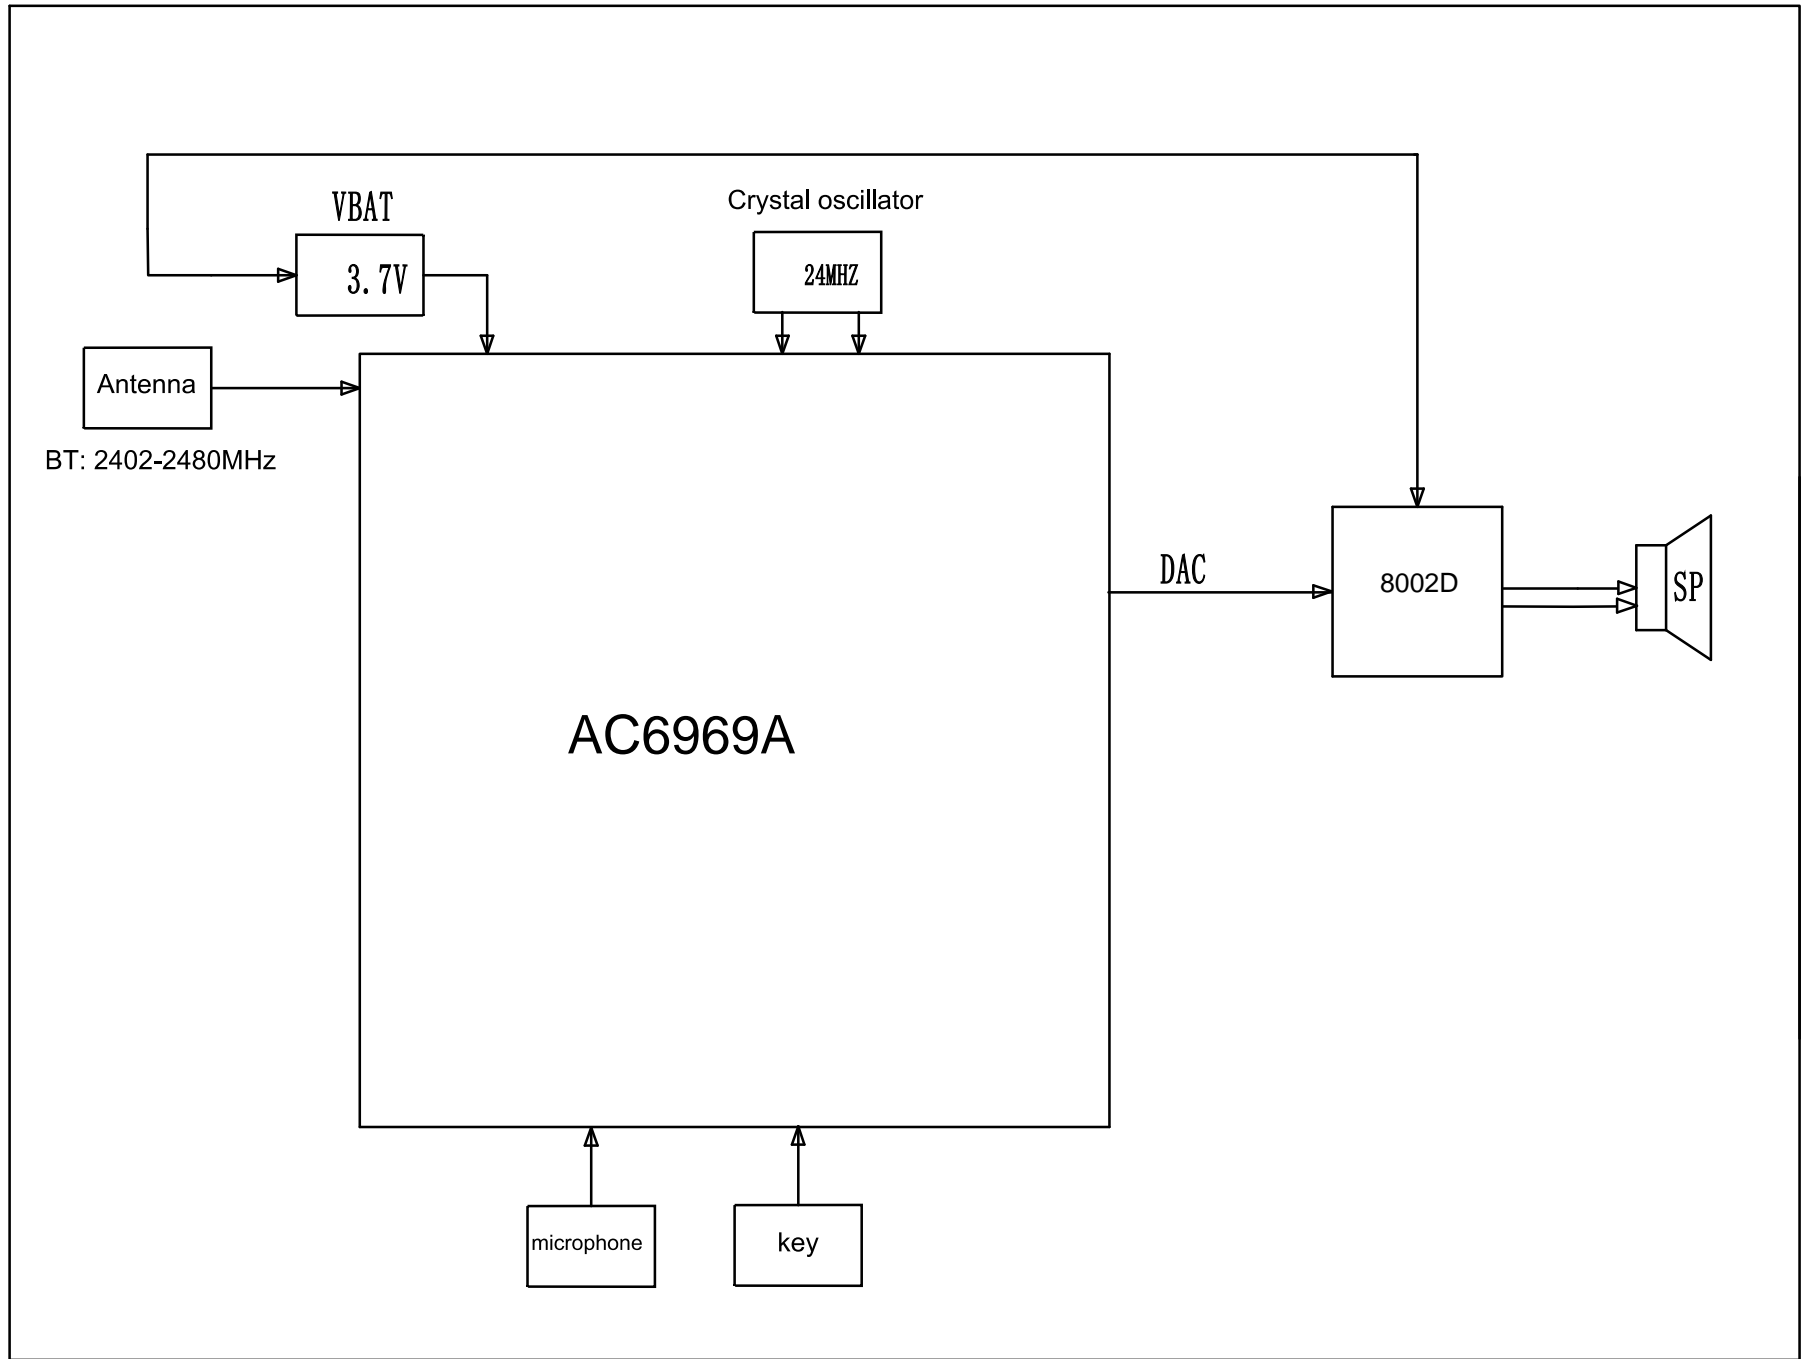 VBAT
3.7V
Crystal oscillator
24MHZ
Antenna
BT: 2402-2480MHz
AC6969A
DAC
8002D
SP
microphone
key